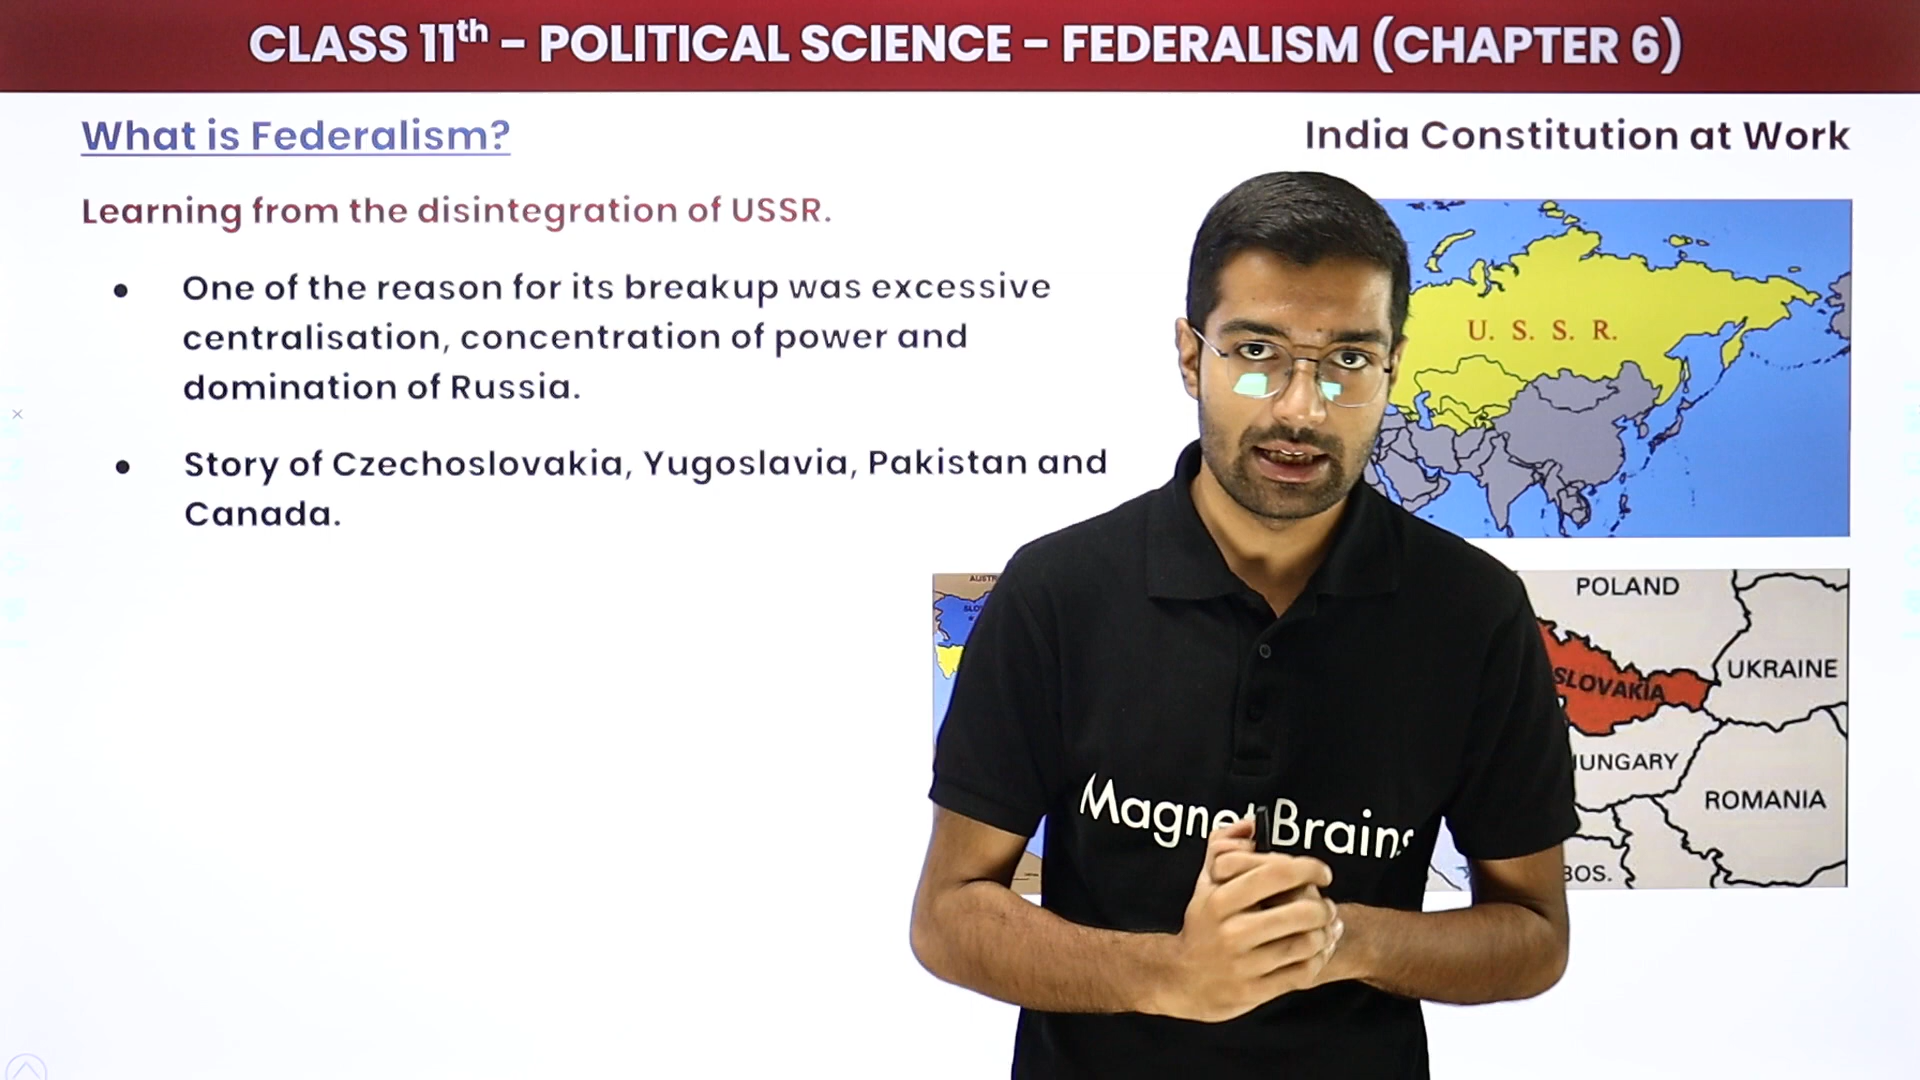 CLASS 11th - POLITICAL SCIENCE - FEDERALISM (CHAPTER 6)
What is Federalism?
India Constitution at Work
Learning from the disintegration of USSR.
● One of the reason for its breakup was excessive
centralisation, concentration of power and
domination of Russia.
● Story of Czechoslovakia, Yugoslavia, Pakistan and
Canada.
U. S. S. R.
POLAND
SLOVAKIA
UKRAINE
UNGARY
ROMANIA
BOS.
Magnet Brains